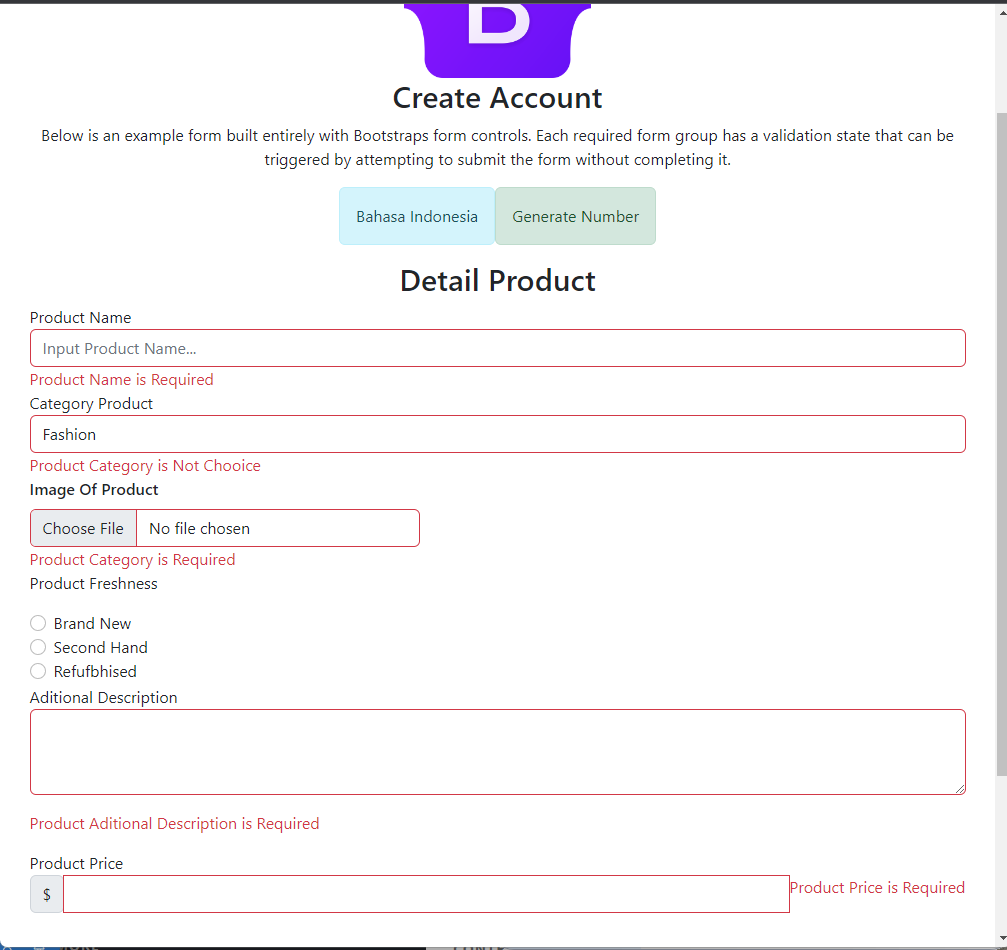 B
Create Account
Below is an example form built entirely with Bootstraps form controls. Each required form group has a validation state that can be
triggered by attempting to submit the form without completing it.
Bahasa Indonesia
Generate Number
Detail Product
Product Name
Input Product Name...
Product Name is Required
Category Product
Fashion
Product Category is Not Chooice
Image Of Product
Choose File No file chosen
Product Category is Required
Product Freshness
Brand New
Second Hand
Refufbhised
Aditional Description
Product Aditional Description is Required
Product Price
$
Product Price is Required